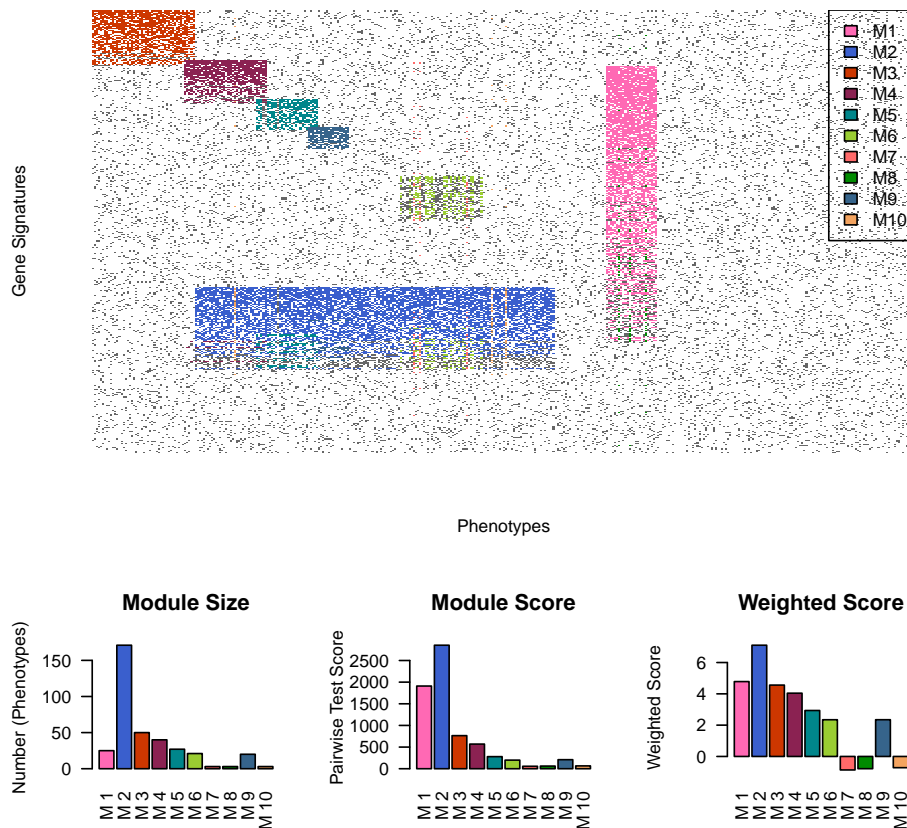 Gene Signatures
M1
M2
M3
M4
M5
M6
M7
M8
M9
M10
Phenotypes
Module Size
Number (Phenotypes)
150
100
50
0
M 1
M 2
M 3
M 4
M 5
M 6
M 7
M 8
M 9
M 10
Module Score
Pairwise Test Score
2500
2000
1500
1000
500
0
M 1
M 2
M 3
M 4
M 5
M 6
M 7
M 8
M 9
M 10
Weighted Score
Weighted Score
6
4
2
0
M 1
M 2
M 3
M 4
M 5
M 6
M 7
M 8
M 9
M 10